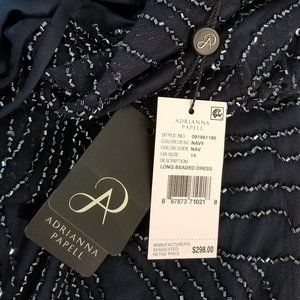 ADRIANNA
PAPELL
STYLE NO. 091891180
COLOR DESC NAVY
COLOR CODE NAV
US SIZE 14
DESCRIPTION
LONG BEADED DRESS
8 87873 71021 8
MANUFACTURERS
SUGGESTED
RETAIL PRICE
$298.00
ADRIANNA
PAPELL